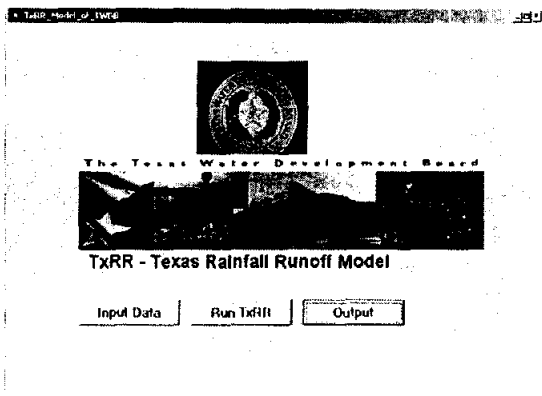 TxRR_Model_of_TWDB
The Texas Water Development Board
TxRR - Texas Rainfall Runoff Model
Input Data Run TxRR Output